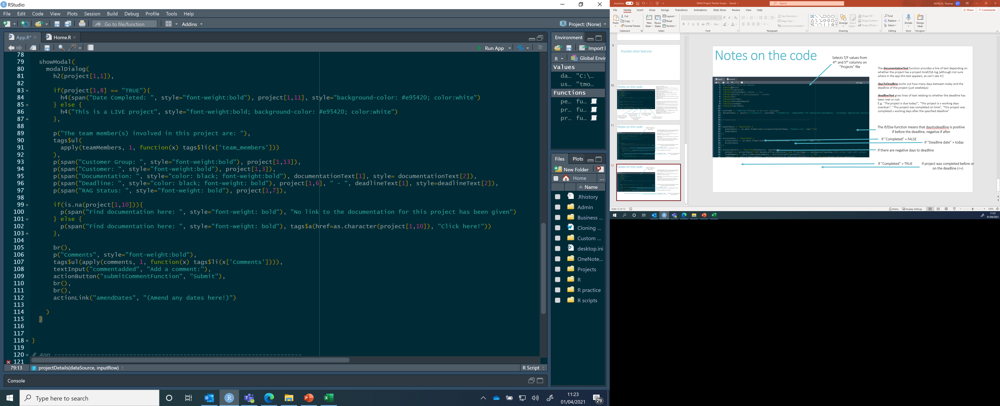 RStudio
File Edit Code View Plots Session Build Debug Profile Tools Help
Go to file/function
Addins
Project: (None)
App.R*
Home.R
Run App
78
79 showModal(
80 modalDialog(
81 h2(project[1,1]),
82
83 if(project[1,8] == "TRUE"){
84 h4(span("Date Completed: ", style="font-weight:bold"), project[1,11], style="background-color: #e95420; color:white")
85 } else {
86 h4("This is a LIVE project", style="font-weight:bold; background-color: #e95420; color:white")
87 },
88
89 p("The team member(s) involved in this project are: "),
90 tags$ul(
91 apply(teamMembers, 1, function(x) tags$li(x['team_members']))
92 ),
93 p(span("Customer Group: ", style="font-weight:bold"), project[1,13]),
94 p(span("Customer: ", style="font-weight:bold"), project[1,3]),
95 p(span("Documentation: ", style="color: black; font-weight:bold"), documentationText[1], style= documentationText[2]),
96 p(span("Deadline: ", style="color: black; font-weight: bold"), project[1,6], " - ", deadlineText[1], style=deadlineText[2]),
97 p(span("RAG Status: ", style="font-weight: bold"), project[1,7]),
98
99 if(is.na(project[1,10])){
100 p(span("Find documentation here: ", style="font-weight: bold"), "No link to the documentation for this project has been given")
101 } else {
102 p(span("Find documentation here: ", style="font-weight: bold"), tags$a(href=as.character(project[1,10]), "Click here!"))
103 },
104
105 br(),
106 p("Comments", style="font-weight:bold"),
107 tags$ul(apply(comments, 1, function(x) tags$li(x['Comments']))),
108 textInput("commentadded", "Add a comment:"),
109 actionButton("submitCommentFunction", "Submit"),
110 br(),
111 br(),
112 actionLink("amendDates", "(Amend any dates here!)")
113
114 )
115 )
116
117
118 }
119
120 # App ----------------------------------------------------------------------
121
79:13 projectDetails(dataSource, inputRow)
R Script
Console
Environment
Import D
R
Global Envir
Values
da... "C:\...
us... "tmo...
Functions
pe... fu...
pr... fu...
pr... fu...
Files Plots
New Folder
Home ...
Name
.Rhistory
Admin
Business ...
Cloning ...
Custom ...
desktop.ini
OneNote...
Projects
R
R practice
R scripts
Type here to search
11:23
01/04/2021
29
AutoSave On
MIAU Project Tracker Scope - Saved
Search
MORLEY, Thomas MT
File Home Insert Draw Design Transitions Animations Slide Show Review View Help
Share Comments
Paste
Cut
Copy
Format Painter
New Slide
Reuse Slides
Layout
Reset
Section
Text Direction
Align Text
Convert to SmartArt
Arrange
Quick Styles
Shape Fill
Shape Outline
Shape Effects
Find
Replace
Select
Dictate
Design Ideas
Clipboard Slides Font Paragraph Drawing Editing Voice Designer
9
Possible other features
10
Notes on the code
11
Notes on the code
12
Notes on the code
Notes on the code
Selects T/F values from
4th and 5th columns on
"Projects" file
The documentationText function provides a line of text depending on
whether the project has a project brief/QA log (although not sure
where in the app this text appears, as can't see it!)
daysToDeadline works out how many days between today and the
deadline of the project (just weekdays)
deadlineText gives lines of text relating to whether the deadline has
been met or not:
E.g. "The project is due today!", "This project is x working days
overdue!", "This project was completed on time", "This project was
completed x working days after the specified deadline"
The If/Else function means that daystodeadline is positive
if before the deadline, negative if after
If "Completed" = FALSE
If "Deadline date" = today
If there are negative days to deadline
If "Completed" = TRUE
If project was completed before or
on the deadline (<=)
Slide 12 of 12
Notes
Display Settings
100%
11:23
01/04/2021